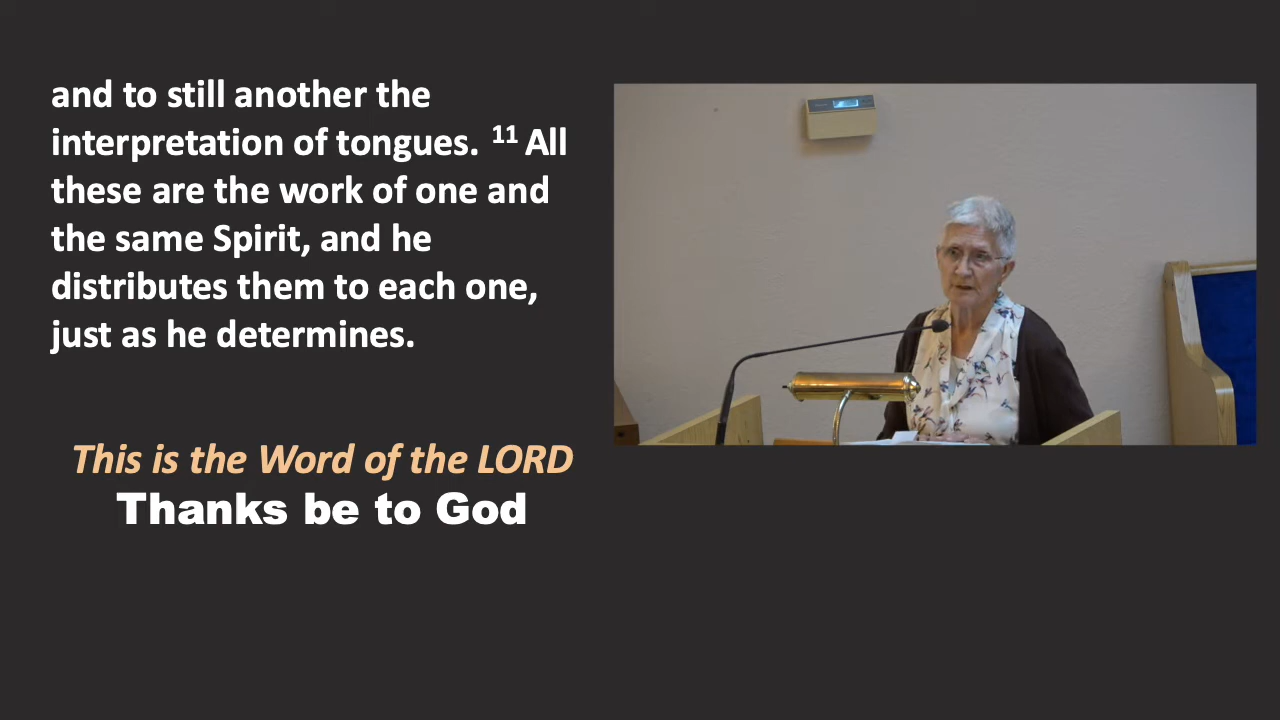 and to still another the
interpretation of tongues. 11 All
these are the work of one and
the same Spirit, and he
distributes them to each one,
just as he determines.
This is the Word of the LORD
Thanks be to God